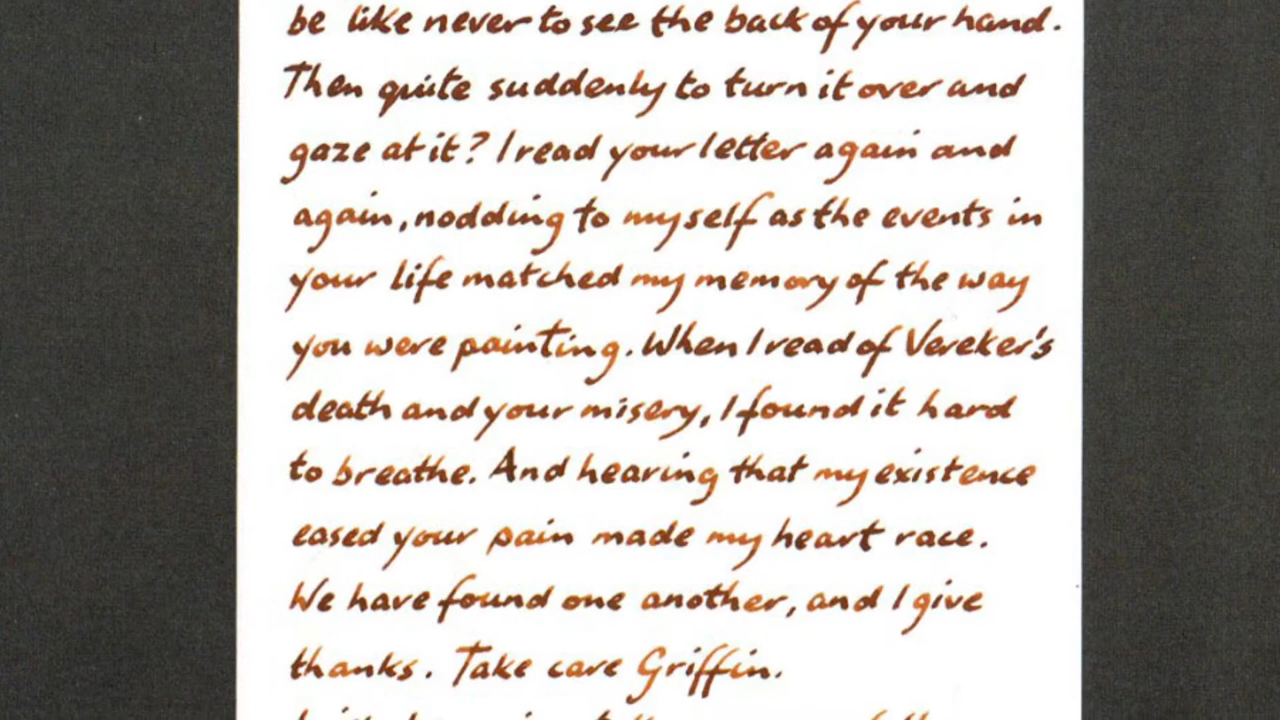 be like never to see the back of your hand.
Then quite suddenly to turn it over and
gaze at it? I read your letter again and
again, nodding to myself as the events in
your life matched my memory of the way
you were painting. When I read of Vereker's
death and your misery, I found it hard
to breathe. And hearing that my existence
eased your pain made my heart race.
We have found one another, and I give
thanks. Take care Griffin.